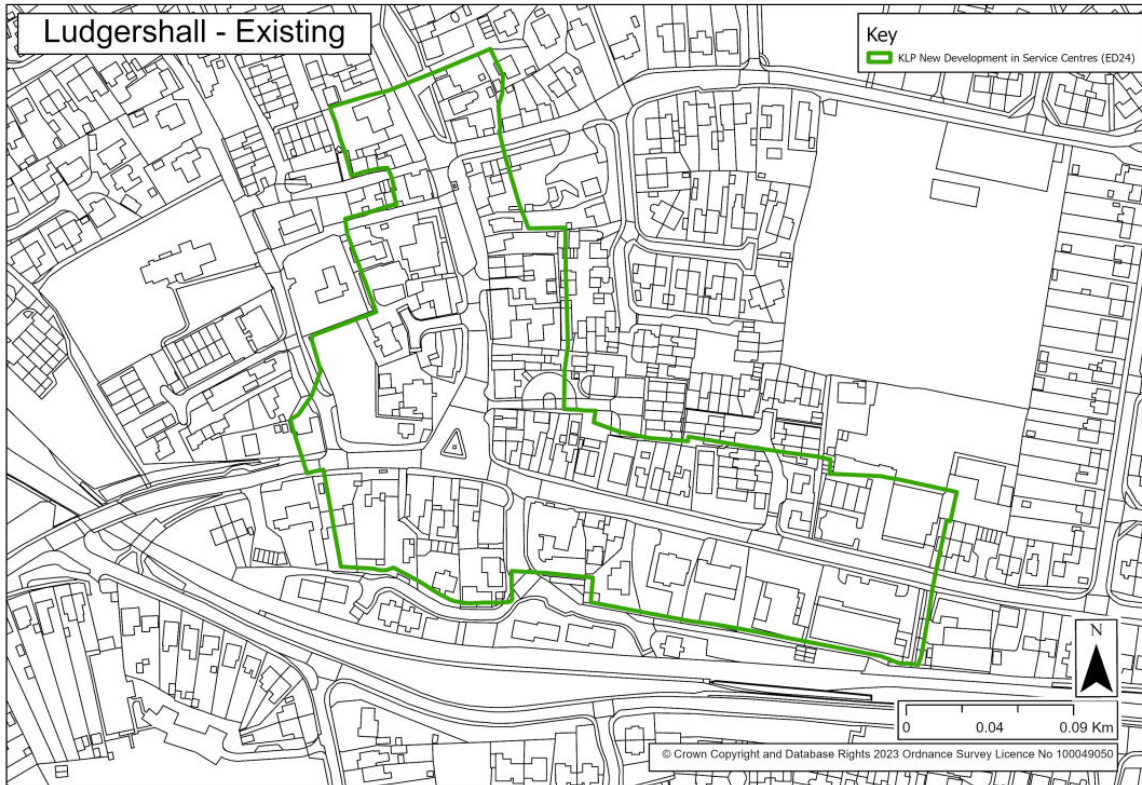 Ludgershall - Existing
Key
KLP New Development in Service Centres (ED24)
N
0 0.04 0.09 Km
© Crown Copyright and Database Rights 2023 Ordnance Survey Licence No 100049050